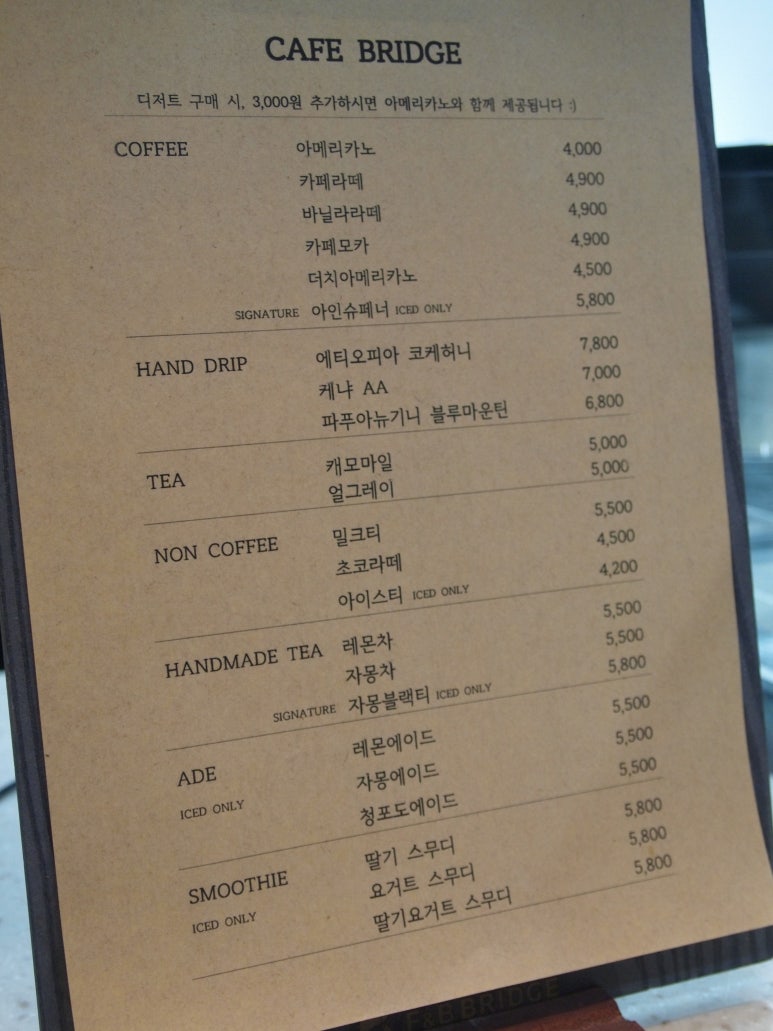 CAFE BRIDGE
디저트 구매 시, 3,000원 추가하시면 아메리카노와 함께 제공됩니다 :)
COFFEE 아메리카노 4,000
카페라떼 4,900
바닐라라떼 4,900
카페모카 4,900
더치아메리카노 4,500
SIGNATURE 아인슈페너 ICED ONLY 5,800
HAND DRIP 에티오피아 코케허니 7,800
케냐 AA 7,000
파푸아뉴기니 블루마운틴 6,800
TEA 캐모마일 5,000
얼그레이 5,000
NON COFFEE 밀크티 5,500
초코라떼 4,500
아이스티 ICED ONLY 4,200
HANDMADE TEA 레몬차 5,500
자몽차 5,500
SIGNATURE 자몽블랙티 ICED ONLY 5,800
ADE 레몬에이드 5,500
자몽에이드 5,500
ICED ONLY 청포도에이드 5,500
SMOOTHIE 딸기 스무디 5,800
요거트 스무디 5,800
ICED ONLY 딸기요거트 스무디 5,800
F&B BRIDGE